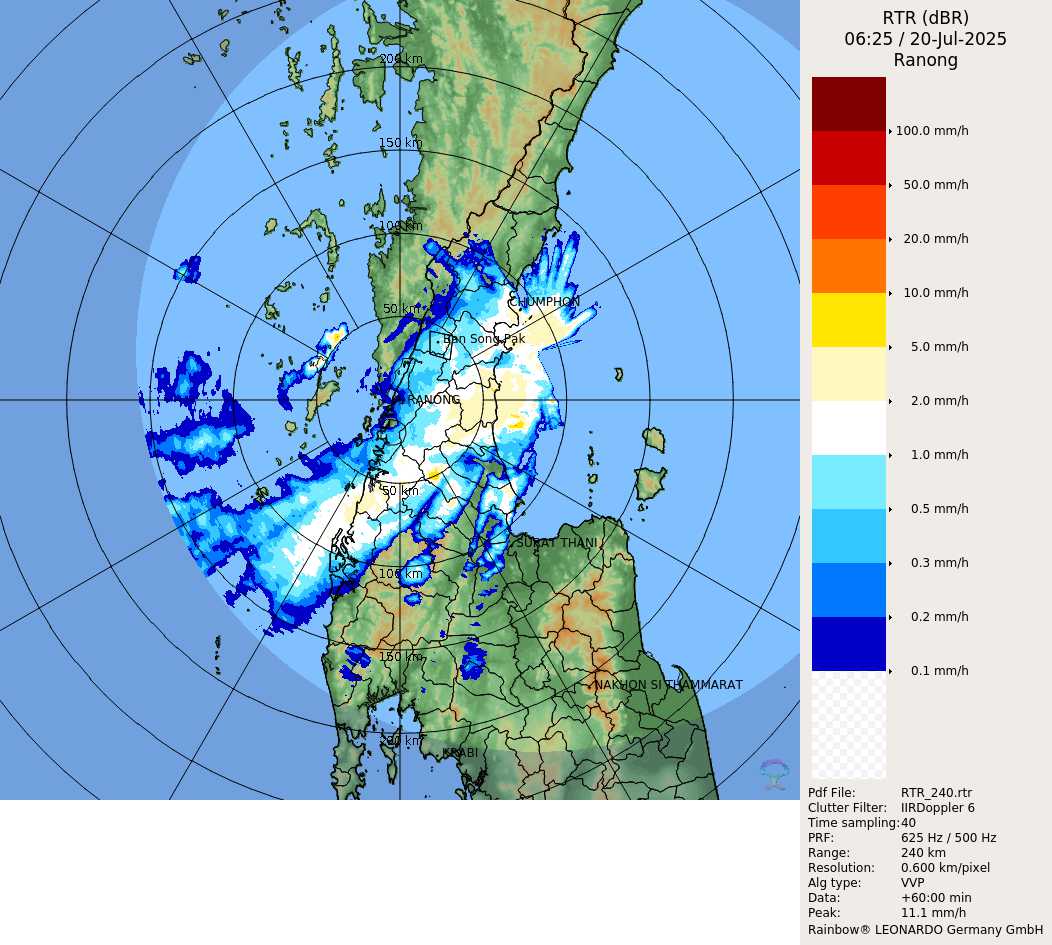 RTR (dBR)
06:25 / 20-Jul-2025
Ranong
100.0 mm/h
50.0 mm/h
20.0 mm/h
10.0 mm/h
5.0 mm/h
2.0 mm/h
1.0 mm/h
0.5 mm/h
0.3 mm/h
0.2 mm/h
0.1 mm/h
Pdf File: RTR_240.rtr
Clutter Filter: IIRDoppler 6
Time sampling: 40
PRF: 625 Hz / 500 Hz
Range: 240 km
Resolution: 0.600 km/pixel
Alg type: VVP
Data: +60:00 min
Peak: 11.1 mm/h
Rainbow® LEONARDO Germany GmbH
200 km
150 km
100 km
50 km
CHUMPHON
Ban Song Pak
RANONG
50 km
SURAT THANI
100 km
150 km
NAKHON SI THAMMARAT
200 km
KRABI